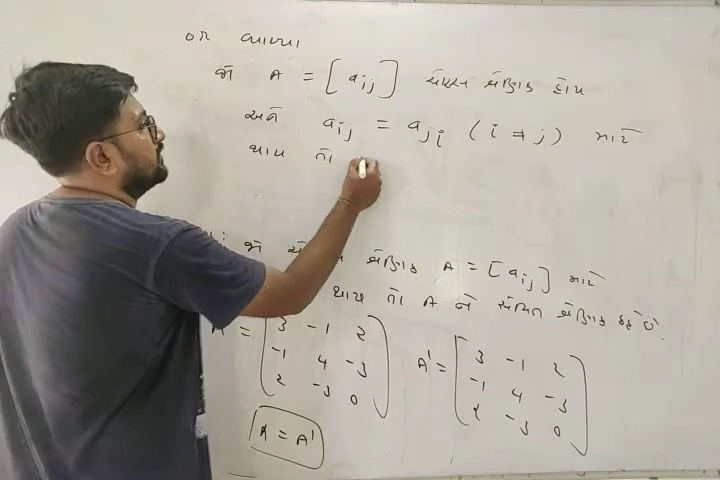 or વ્યાખ્યા
જો A = [aij] ચોરસ શ્રેણિક હોય
અને aij = aji (i ≠ j) માટે
થાય તો
: જો શ્રેણિક A = [aij] માટે
થાય તો A ને સંમિત શ્રેણિક કહે છે.
= 3 -1 2
-1 4 -3
2 -3 0
A' = 3 -1 2
-1 4 -3
2 -3 0
A = A'